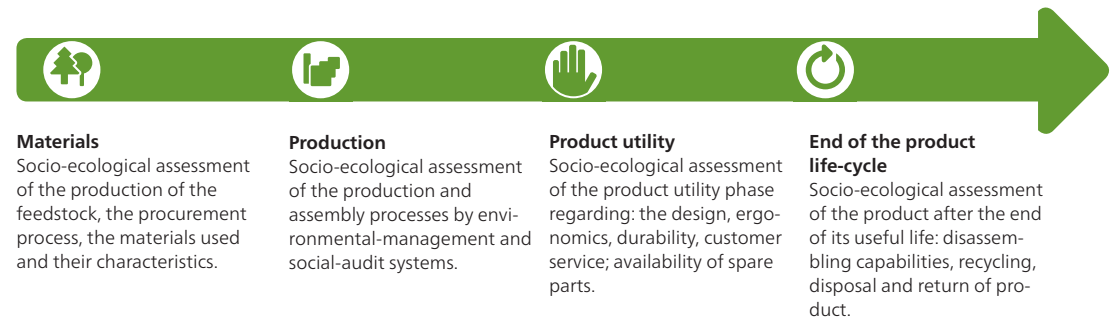 Materials
Socio-ecological assessment
of the production of the
feedstock, the procurement
process, the materials used
and their characteristics.
Production
Socio-ecological assessment
of the production and
assembly processes by envi-
ronmental-management and
social-audit systems.
Product utility
Socio-ecological assessment
of the product utility phase
regarding: the design, ergo-
nomics, durability, customer
service; availability of spare
parts.
End of the product
life-cycle
Socio-ecological assessment
of the product after the end
of its useful life: disassem-
bling capabilities, recycling,
disposal and return of pro-
duct.